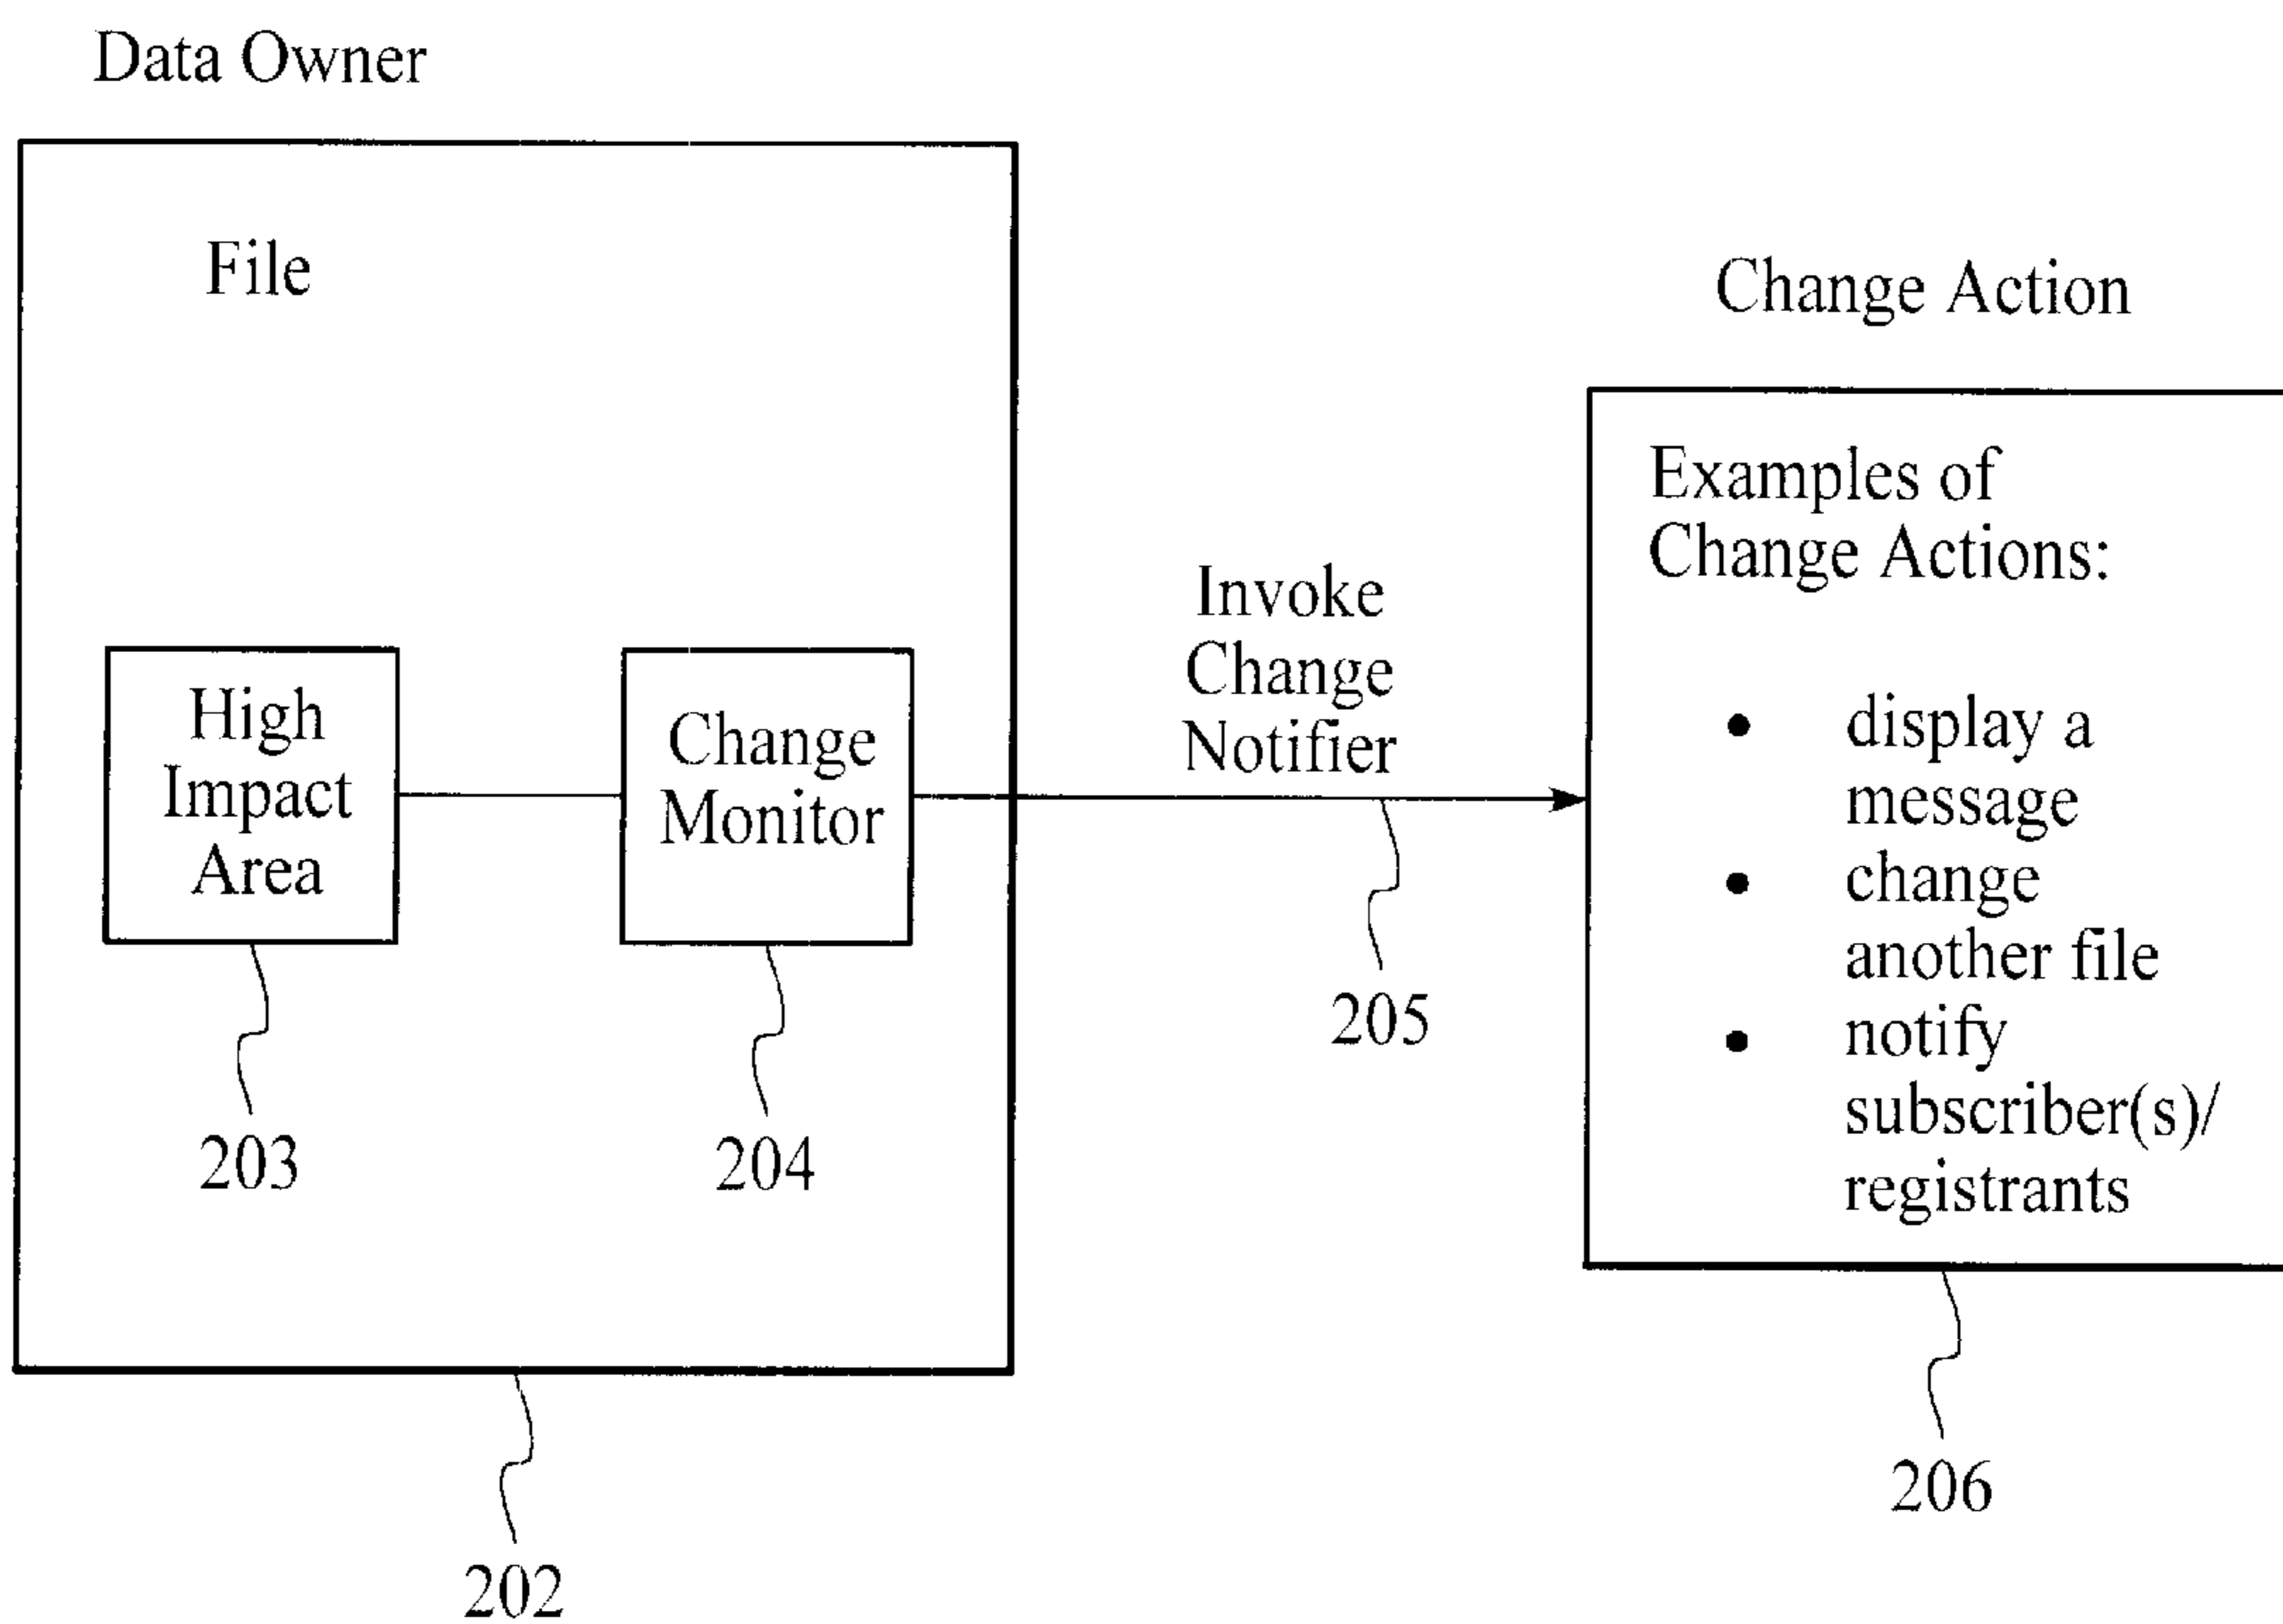 Data Owner
File
High
Impact
Area
203
Change
Monitor
204
202
Invoke
Change
Notifier
205
Change Action
Examples of
Change Actions:
• display a
message
• change
another file
• notify
subscriber(s)/
registrants
206